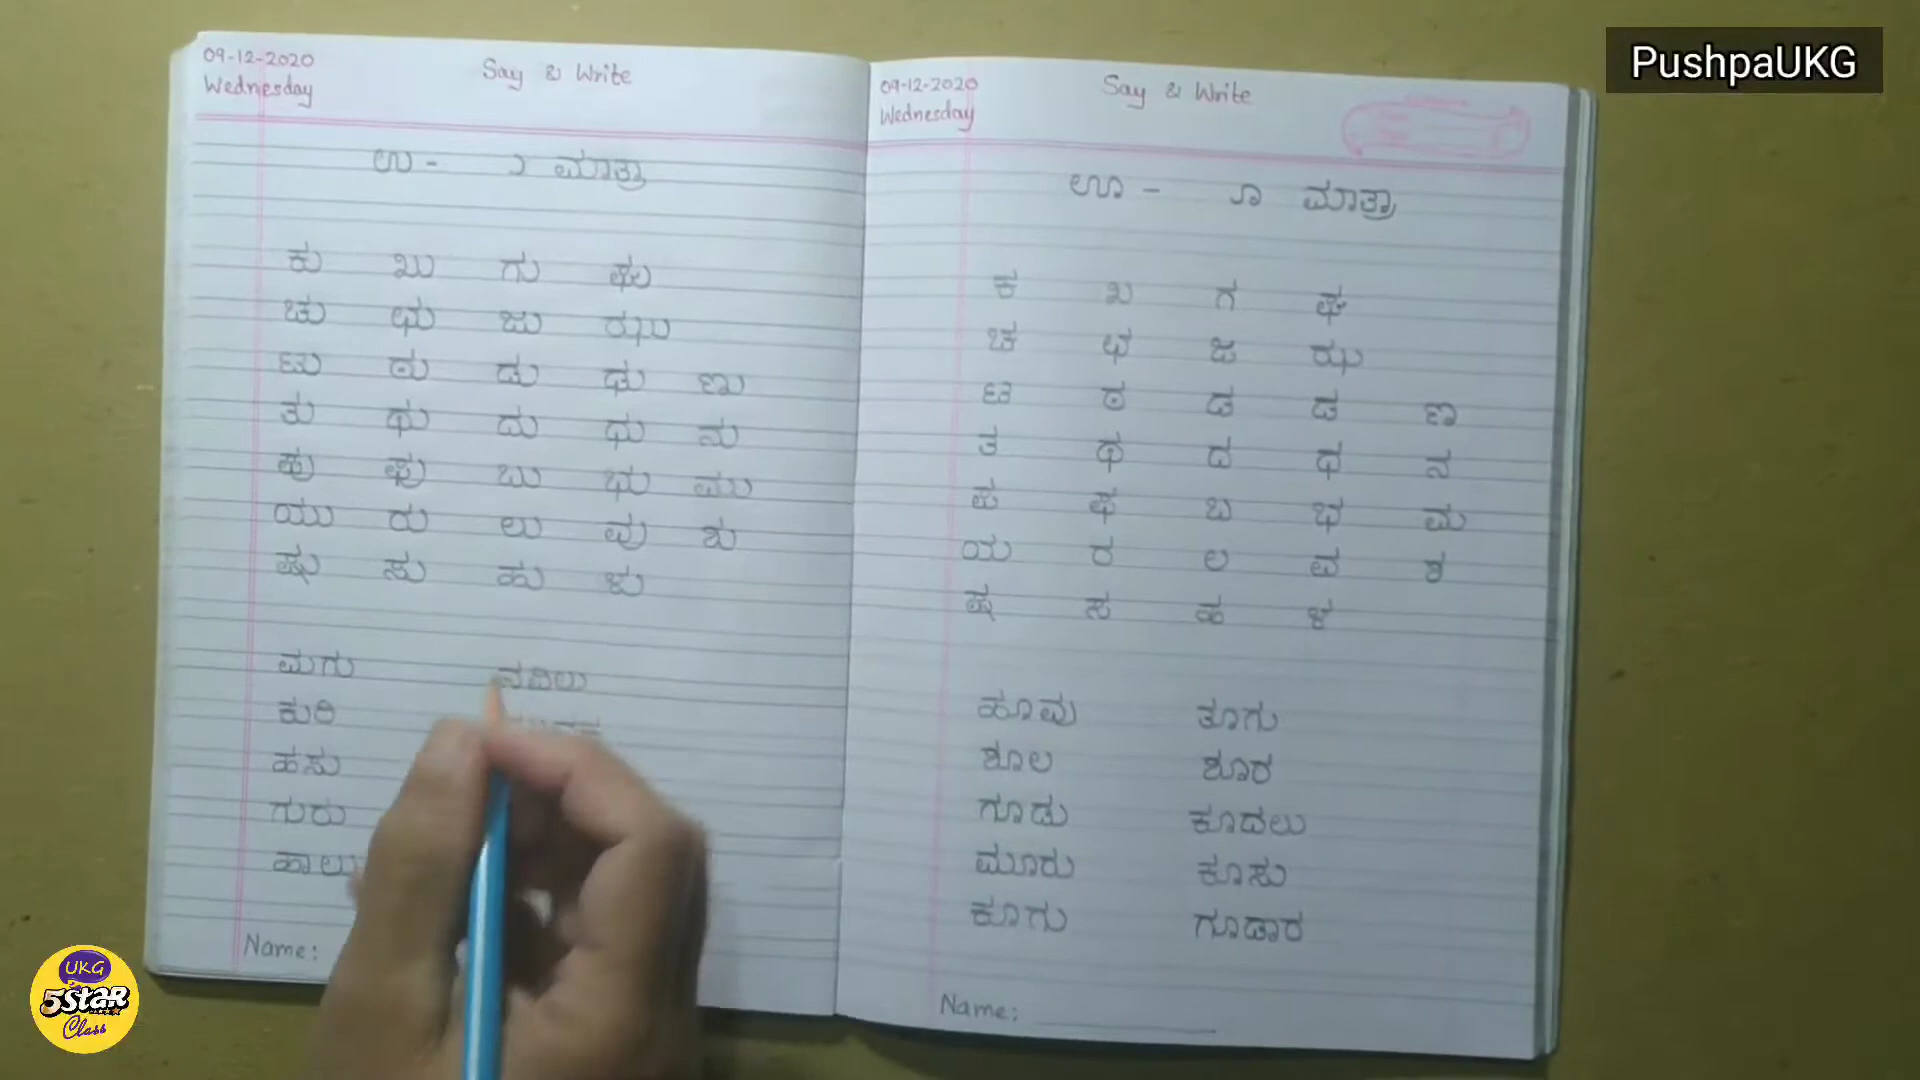 PushpaUKG
09-12-2020
Wednesday
Say & Write
ಉ - ು ಮಾತ್ರಾ
ಕು ಖು ಗು ಘು
ಚು ಛು ಜು ಝು
ಟು ಠು ಡು ಢು ಣು
ತು ಥು ದು ಧು ನು
ಪು ಫು ಬು ಭು ಮು
ಯು ರು ಲು ವು ಶು
ಷು ಸು ಹು ಳು
ಮಗು ನವಿಲು
ಕುರಿ
ಹಸು
ಗುರು
ಹಾಲು
Name:
09-12-2020
Wednesday
Say & Write
ಊ - ೂ ಮಾತ್ರಾ
ಕ ಖ ಗ ಘ
ಚ ಛ ಜ ಝ
ಟ ಠ ಡ ಢ ಣ
ತ ಥ ದ ಧ ನ
ಪ ಫ ಬ ಭ ಮ
ಯ ರ ಲ ವ ಶ
ಷ ಸ ಹ ಳ
ಹೂವು ತೂಗು
ಶೂಲ ಶೂರ
ಗೂಡು ಕೂದಲು
ಮೂರು ಕೂಸು
ಕೂಗು ಗೂಡಾರ
Name:
UKG
5Star
Class